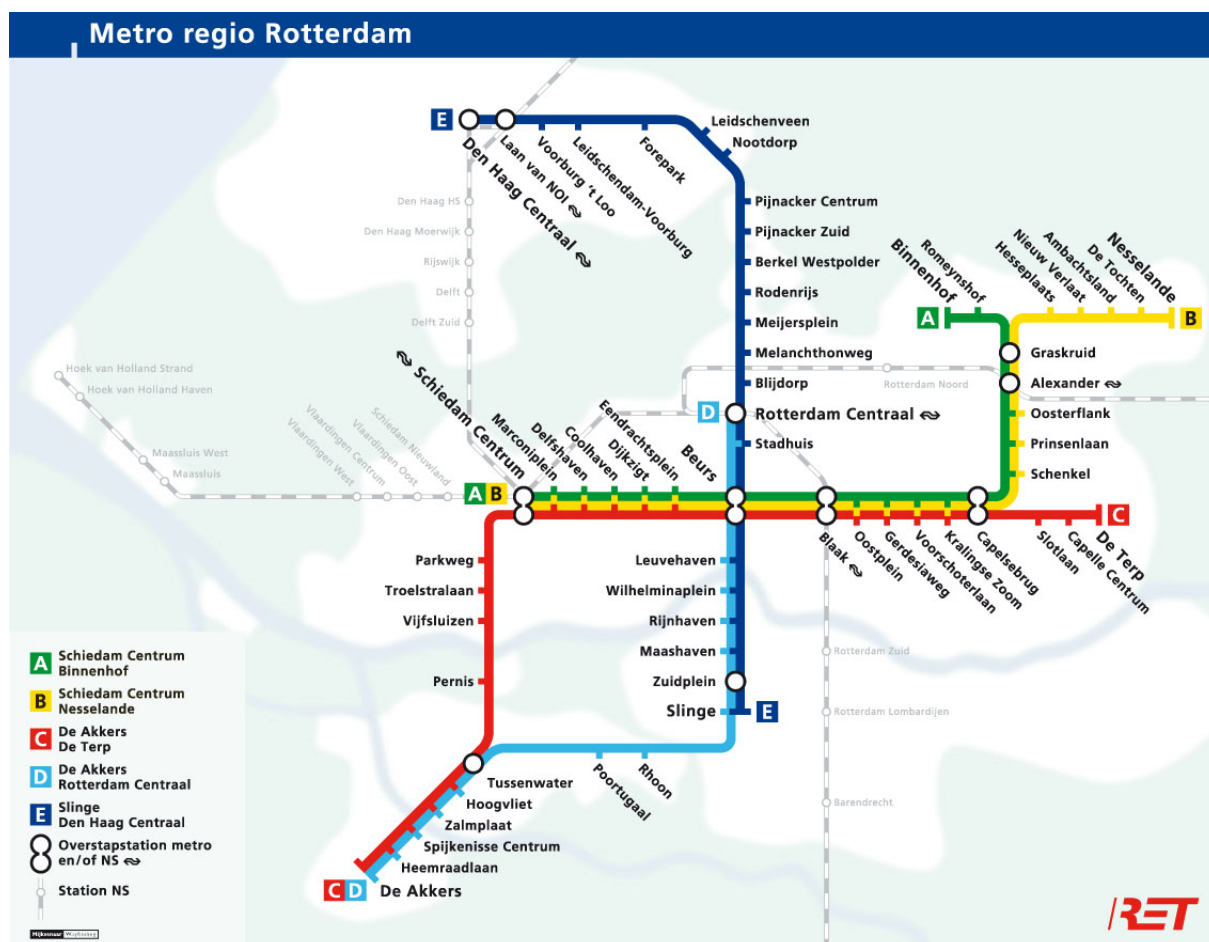 Metro regio Rotterdam
E
Den Haag Centraal
Laan van NOI
Voorburg 't Loo
Leidschendam-Voorburg
Forepark
Leidschenveen
Nootdorp
Pijnacker Centrum
Pijnacker Zuid
Berkel Westpolder
Rodenrijs
Meijersplein
Melanchthonweg
Blijdorp
D
Rotterdam Centraal
Stadhuis
Den Haag HS
Den Haag Moerwijk
Rijswijk
Delft
Delft Zuid
Hoek van Holland Strand
Hoek van Holland Haven
Maassluis West
Maassluis
Vlaardingen West
Vlaardingen Centrum
Vlaardingen Oost
Schiedam Nieuwland
Rotterdam Noord
A
Binnenhof
Romeynshof
Hesseplaats
Nieuw Verlaat
Ambachtsland
De Tochten
Nesselande
B
Graskruid
Alexander
Oosterflank
Prinsenlaan
Schenkel
A B
Schiedam Centrum
Marconiplein
Delfshaven
Coolhaven
Dijkzigt
Eendrachtsplein
Beurs
Blaak
Oostplein
Gerdesiaweg
Voorschoterlaan
Kralingse Zoom
Capelsebrug
Slotlaan
Capelle Centrum
De Terp
C
Parkweg
Troelstralaan
Vijfsluizen
Pernis
Leuvehaven
Wilhelminaplein
Rijnhaven
Maashaven
Zuidplein
Slinge
E
Rotterdam Zuid
Rotterdam Lombardijen
Barendrecht
Rhoon
Poortugaal
Tussenwater
Hoogvliet
Zalmplaat
Spijkenisse Centrum
Heemraadlaan
C D De Akkers
A Schiedam Centrum
Binnenhof
B Schiedam Centrum
Nesselande
C De Akkers
De Terp
D De Akkers
Rotterdam Centraal
E Slinge
Den Haag Centraal
Overstapstation metro
en/of NS
Station NS
Mijksenaar Wayfinding
RET